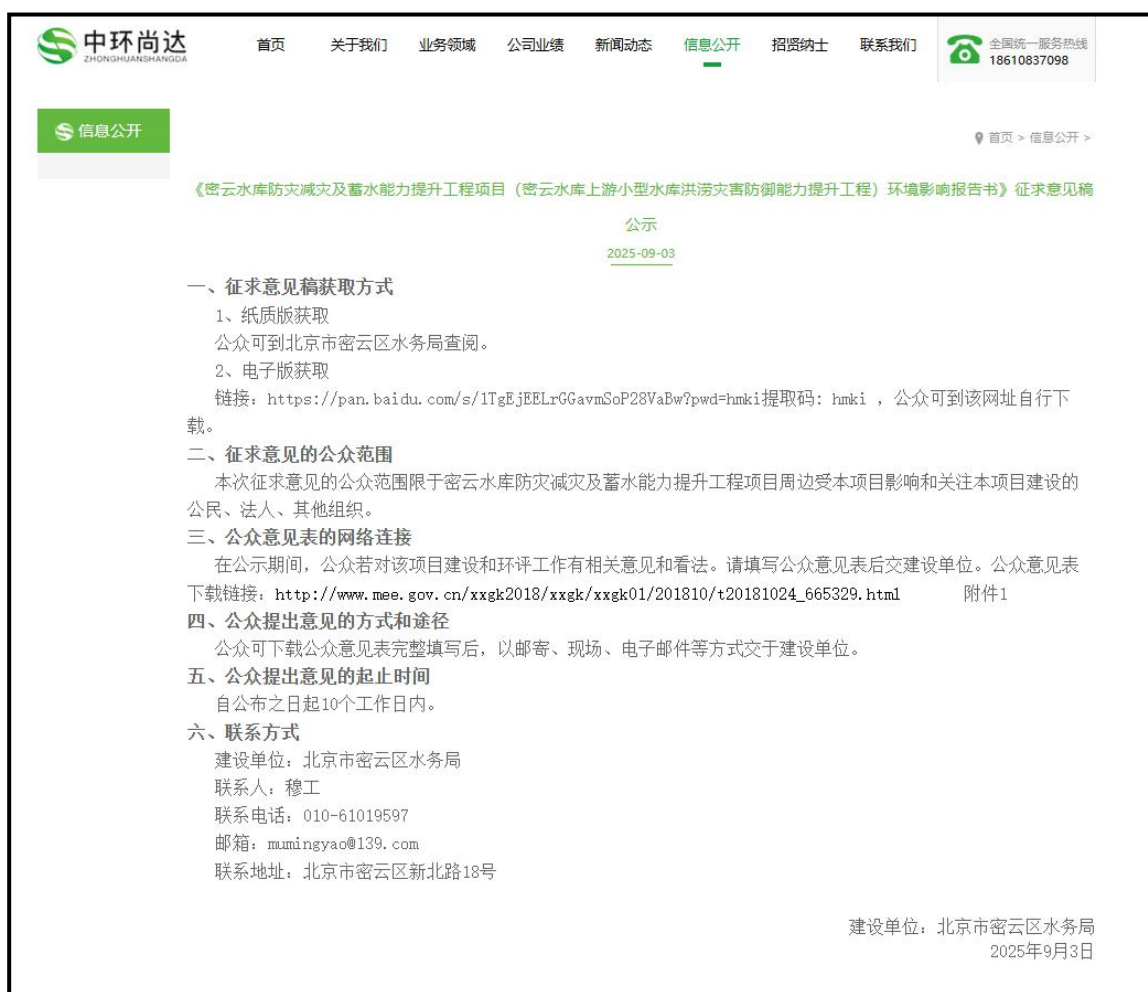 中环尚达
ZHONGHUANSHANGDA
首页 关于我们 业务领域 公司业绩 新闻动态 信息公开 招贤纳士 联系我们
全国统一服务热线
18610837098
信息公开
首页 > 信息公开 >
《密云水库防灾减灾及蓄水能力提升工程项目（密云水库上游小型水库洪涝灾害防御能力提升工程）环境影响报告书》征求意见稿
公示
2025-09-03
一、征求意见稿获取方式
1、纸质版获取
公众可到北京市密云区水务局查阅。
2、电子版获取
链接：https://pan.baidu.com/s/1TgEjEELrGGavmSoP28VaBw?pwd=hmki提取码: hmki ，公众可到该网址自行下
载。
二、征求意见的公众范围
本次征求意见的公众范围限于密云水库防灾减灾及蓄水能力提升工程项目周边受本项目影响和关注本项目建设的
公民、法人、其他组织。
三、公众意见表的网络连接
在公示期间，公众若对该项目建设和环评工作有相关意见和看法。请填写公众意见表后交建设单位。公众意见表
下载链接：http://www.mee.gov.cn/xxgk2018/xxgk/xxgk01/201810/t20181024_665329.html 附件1
四、公众提出意见的方式和途径
公众可下载公众意见表完整填写后，以邮寄、现场、电子邮件等方式交于建设单位。
五、公众提出意见的起止时间
自公布之日起10个工作日内。
六、联系方式
建设单位：北京市密云区水务局
联系人：穆工
联系电话：010-61019597
邮箱：mumingyao@139.com
联系地址：北京市密云区新北路18号
建设单位：北京市密云区水务局
2025年9月3日